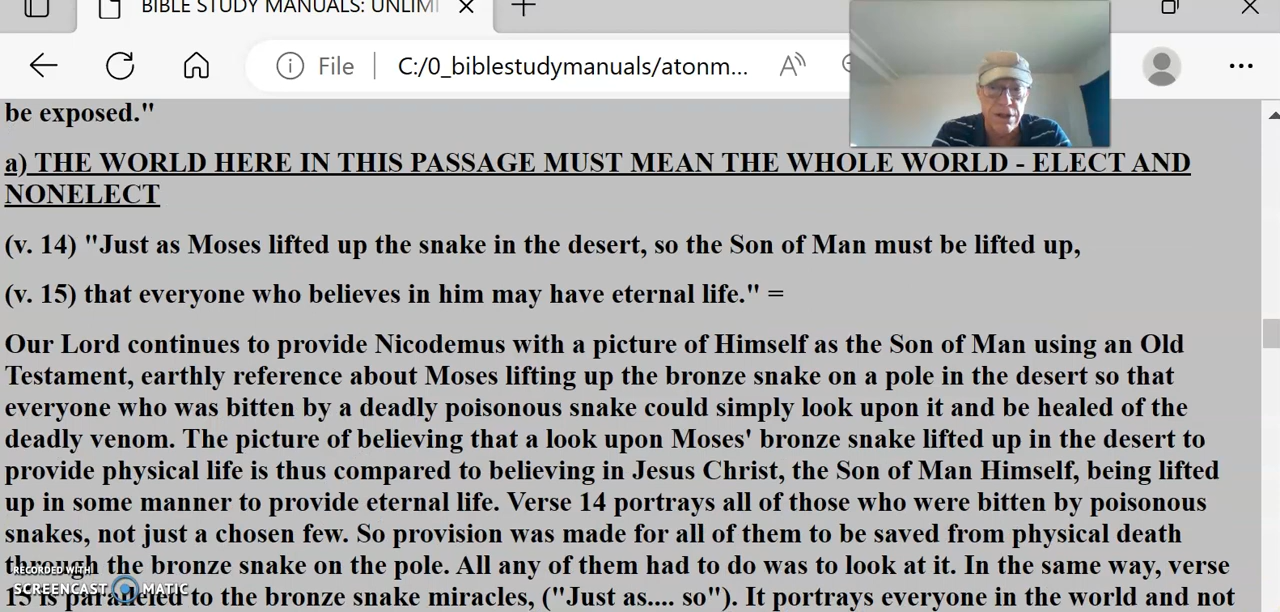 BIBLE STUDY MANUALS: UNLIMI
File
C:/0_biblestudymanuals/atonm...
be exposed."
a) THE WORLD HERE IN THIS PASSAGE MUST MEAN THE WHOLE WORLD - ELECT AND
NONELECT
(v. 14) "Just as Moses lifted up the snake in the desert, so the Son of Man must be lifted up,
(v. 15) that everyone who believes in him may have eternal life." =
Our Lord continues to provide Nicodemus with a picture of Himself as the Son of Man using an Old
Testament, earthly reference about Moses lifting up the bronze snake on a pole in the desert so that
everyone who was bitten by a deadly poisonous snake could simply look upon it and be healed of the
deadly venom. The picture of believing that a look upon Moses' bronze snake lifted up in the desert to
provide physical life is thus compared to believing in Jesus Christ, the Son of Man Himself, being lifted
up in some manner to provide eternal life. Verse 14 portrays all of those who were bitten by poisonous
snakes, not just a chosen few. So provision was made for all of them to be saved from physical death
through the bronze snake on the pole. All any of them had to do was to look at it. In the same way, verse
RECORDED WITH
SCREENCAST MATIC
15 is paralleled to the bronze snake miracles, ("Just as.... so"). It portrays everyone in the world and not